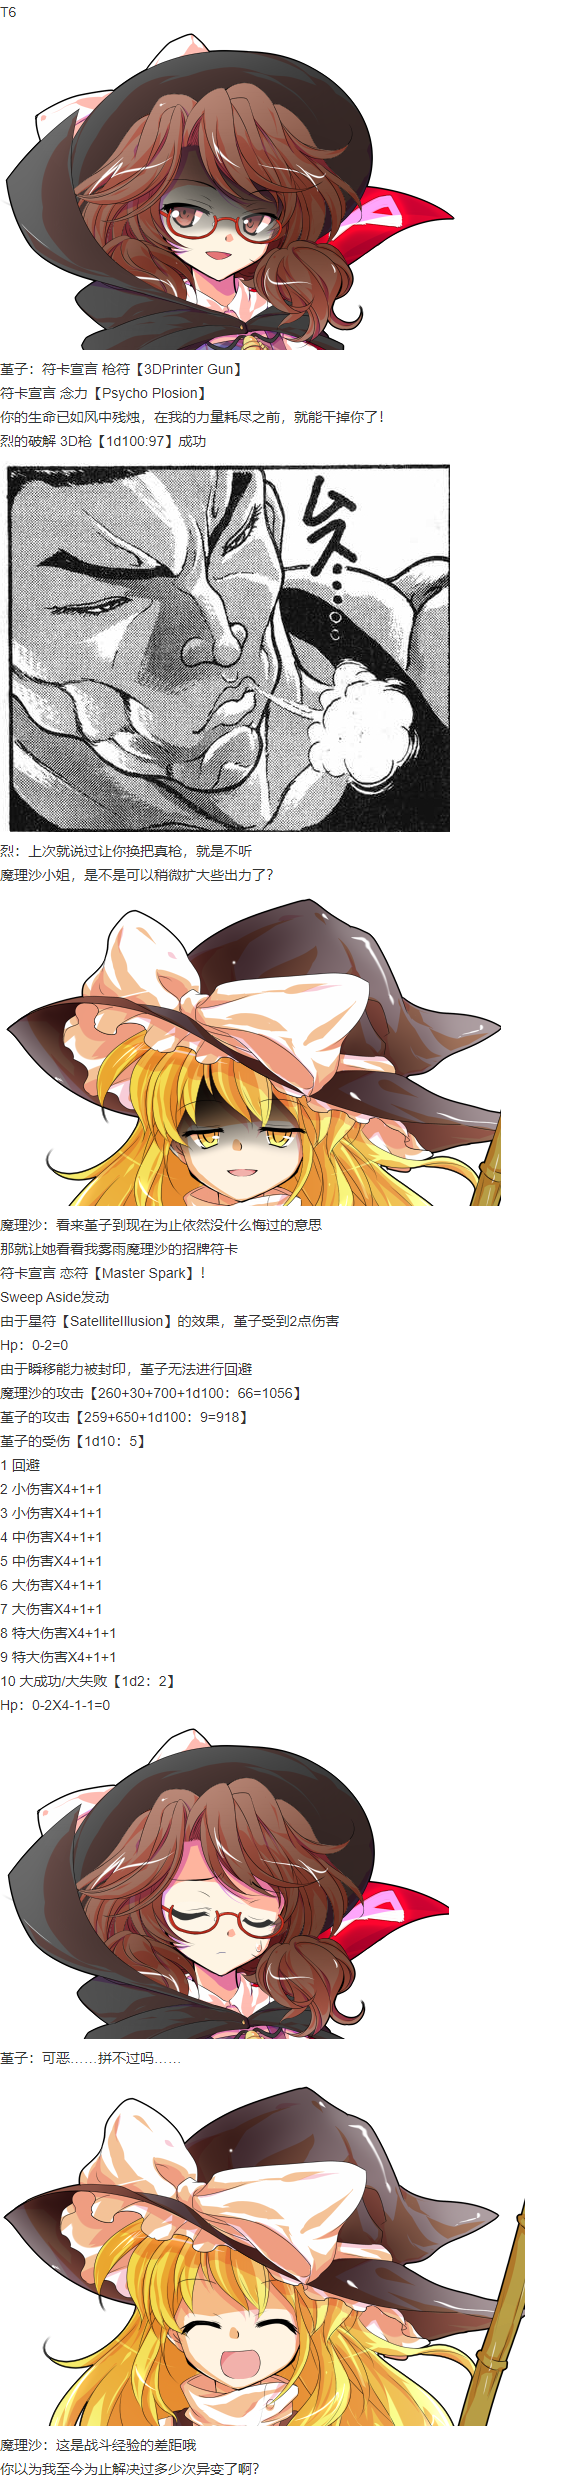 T6
堇子：符卡宣言 枪符【3DPrinter Gun】
符卡宣言 念力【Psycho Plosion】
你的生命已如风中残烛，在我的力量耗尽之前，就能干掉你了！
烈的破解 3D枪【1d100:97】成功
ムス…
烈：上次就说过让你换把真枪，就是不听
魔理沙小姐，是不是可以稍微扩大些出力了？
魔理沙：看来堇子到现在为止依然没什么悔过的意思
那就让她看看我雾雨魔理沙的招牌符卡
符卡宣言 恋符【Master Spark】！
Sweep Aside发动
由于星符【SatelliteIllusion】的效果，堇子受到2点伤害
Hp：0-2=0
由于瞬移能力被封印，堇子无法进行回避
魔理沙的攻击【260+30+700+1d100：66=1056】
堇子的攻击【259+650+1d100：9=918】
堇子的受伤【1d10：5】
1 回避
2 小伤害X4+1+1
3 小伤害X4+1+1
4 中伤害X4+1+1
5 中伤害X4+1+1
6 大伤害X4+1+1
7 大伤害X4+1+1
8 特大伤害X4+1+1
9 特大伤害X4+1+1
10 大成功/大失败【1d2：2】
Hp：0-2X4-1-1=0
堇子：可恶……拼不过吗……
魔理沙：这是战斗经验的差距哦
你以为我至今为止解决过多少次异变了啊？